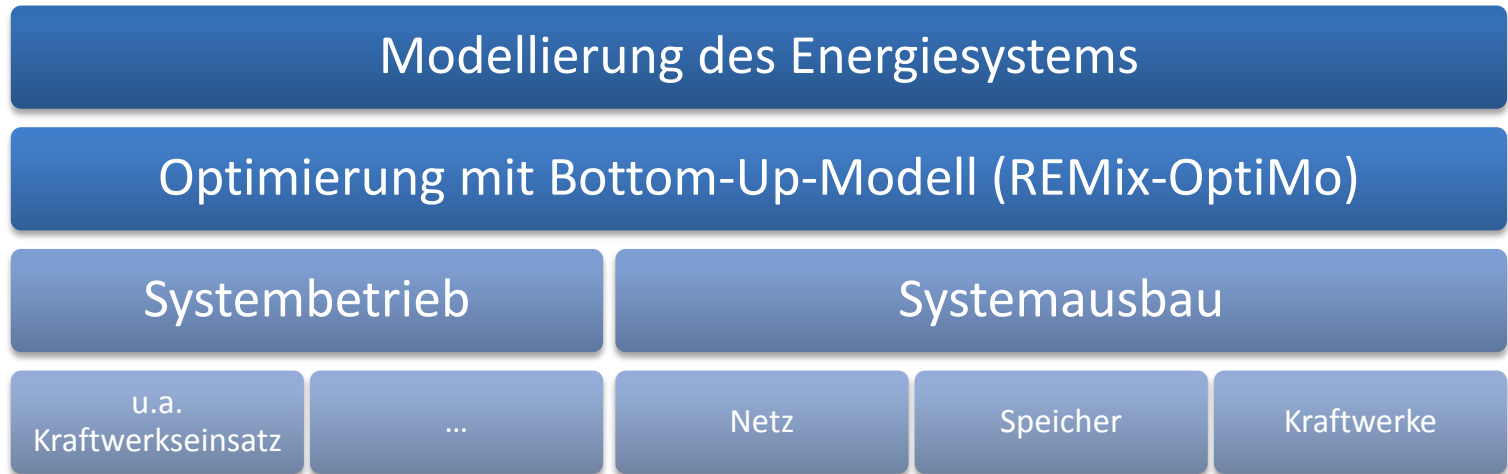 Modellierung des Energiesystems
Optimierung mit Bottom-Up-Modell (REMix-OptiMo)
Systembetrieb
Systemausbau
u.a.
Kraftwerkseinsatz
...
Netz
Speicher
Kraftwerke